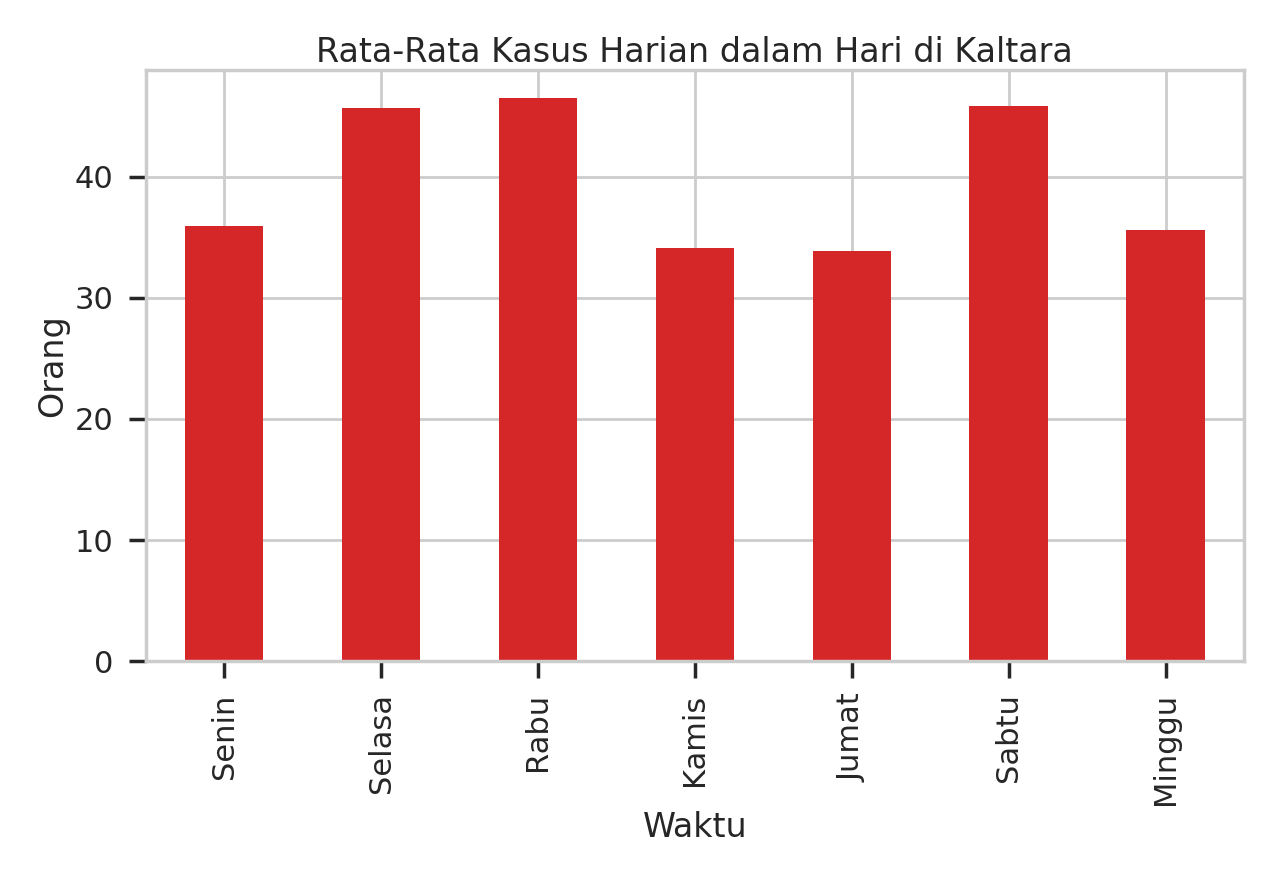 Rata-Rata Kasus Harian dalam Hari di Kaltara
Orang
40
30
20
10
0
Senin
Selasa
Rabu
Kamis
Jumat
Sabtu
Minggu
Waktu